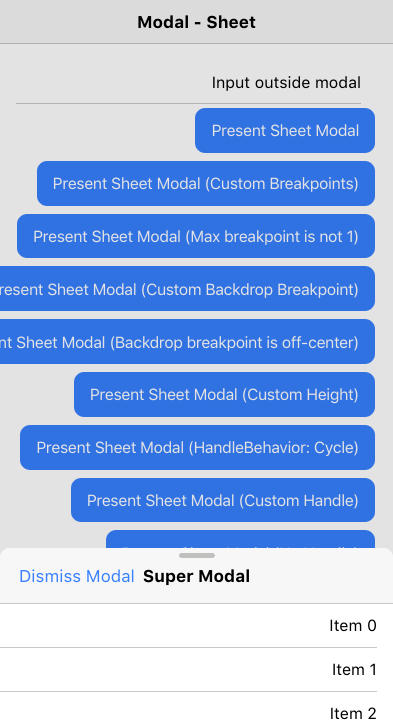 Modal - Sheet
Input outside modal
Present Sheet Modal
Present Sheet Modal (Custom Breakpoints)
Present Sheet Modal (Max breakpoint is not 1)
resent Sheet Modal (Custom Backdrop Breakpoint)
nt Sheet Modal (Backdrop breakpoint is off-center)
Present Sheet Modal (Custom Height)
Present Sheet Modal (HandleBehavior: Cycle)
Present Sheet Modal (Custom Handle)
Dismiss Modal Super Modal
Item 0
Item 1
Item 2